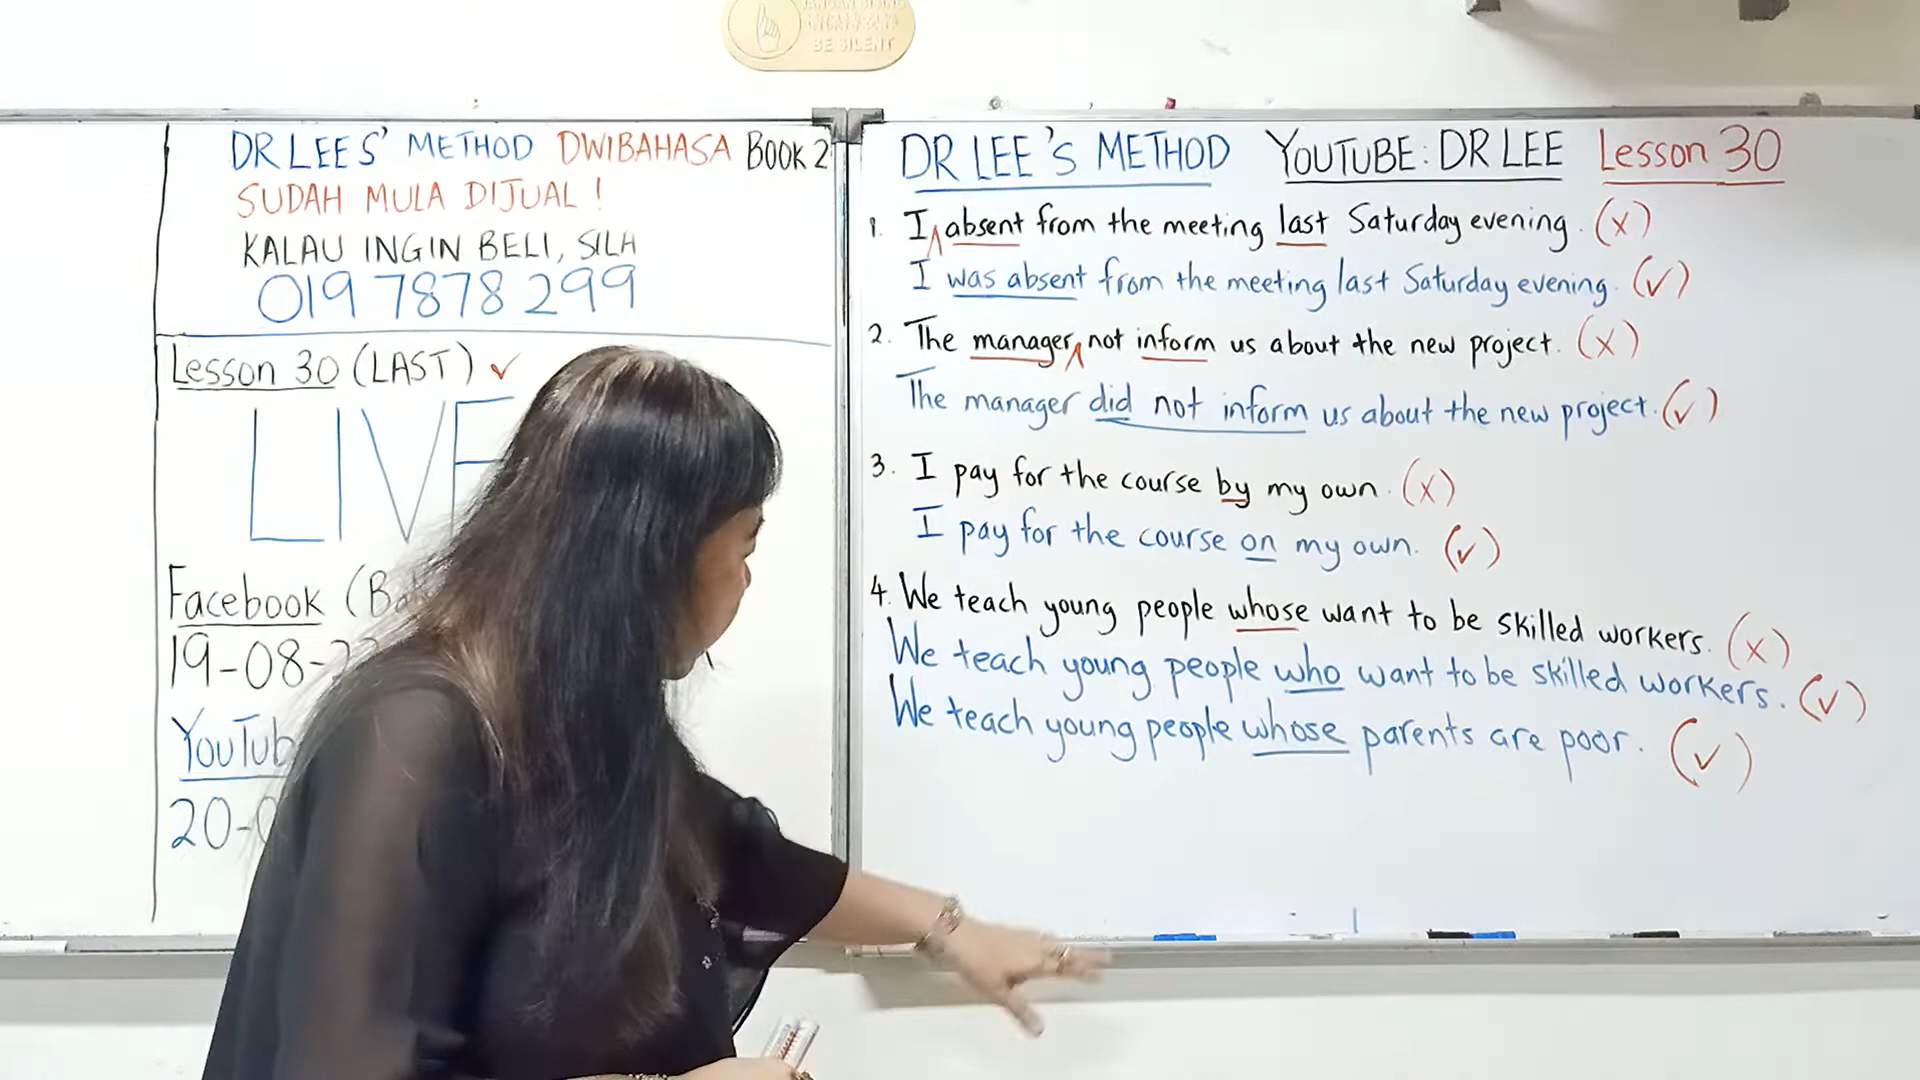 BE SILENT
DR LEE S' METHOD DWIBAHASA BOOK 2
SUDAH MULA DIJUAL !
KALAU INGIN BELI, SILA
019 7878 299
Lesson 30 (LAST) ✓
LIVE
Facebook
19-08-
YouTub
20-
DR LEE'S METHOD YOUTUBE: DR LEE Lesson 30
1. I ∧ absent from the meeting last Saturday evening. (x)
I was absent from the meeting last Saturday evening. (✓)
2. The manager ∧ not inform us about the new project. (x)
The manager did not inform us about the new project. (✓)
3. I pay for the course by my own. (x)
I pay for the course on my own. (✓)
4. We teach young people whose want to be skilled workers. (x)
We teach young people who want to be skilled workers. (✓)
We teach young people whose parents are poor. (✓)